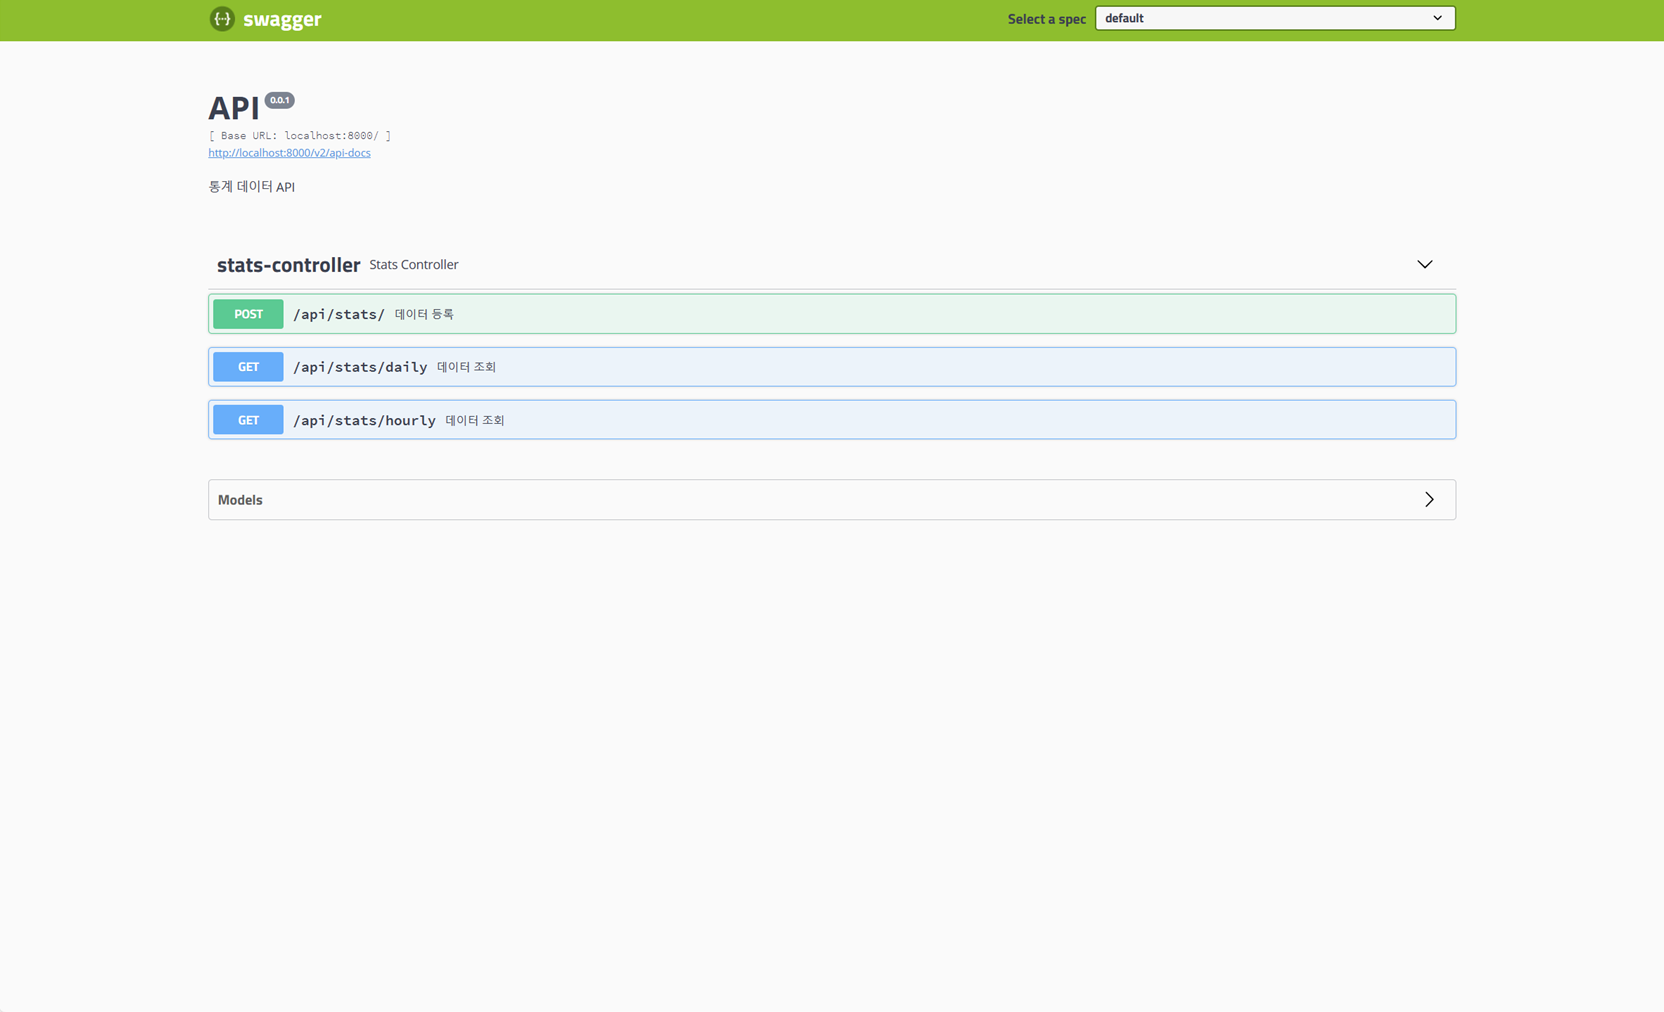 swagger
Select a spec default
API 0.0.1
[ Base URL: localhost:8000/ ]
http://localhost:8000/v2/api-docs
통계 데이터 API
stats-controller Stats Controller
POST /api/stats/ 데이터 등록
GET /api/stats/daily 데이터 조회
GET /api/stats/hourly 데이터 조회
Models